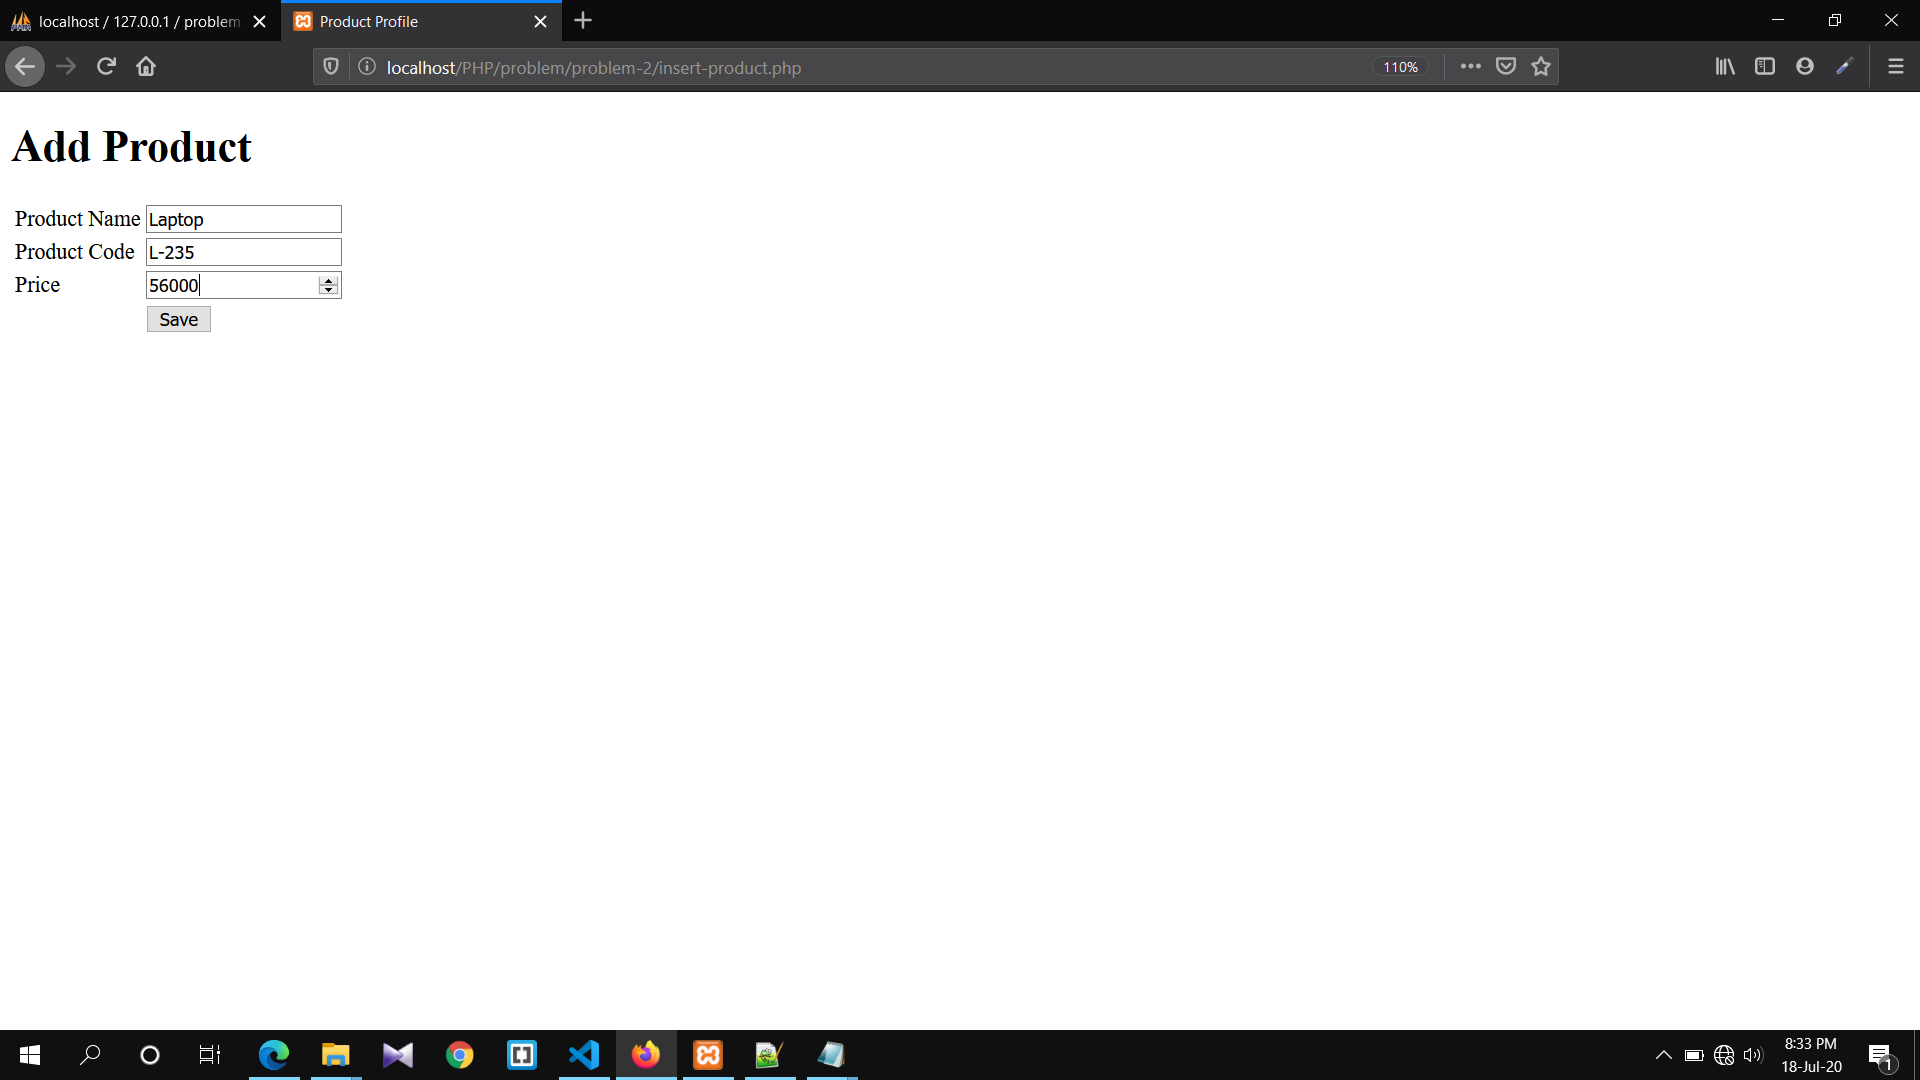 localhost / 127.0.0.1 / problem
Product Profile
localhost/PHP/problem/problem-2/insert-product.php
110%
Add Product
Product Name Laptop
Product Code L-235
Price 56000
Save
8:33 PM
18-Jul-20
1